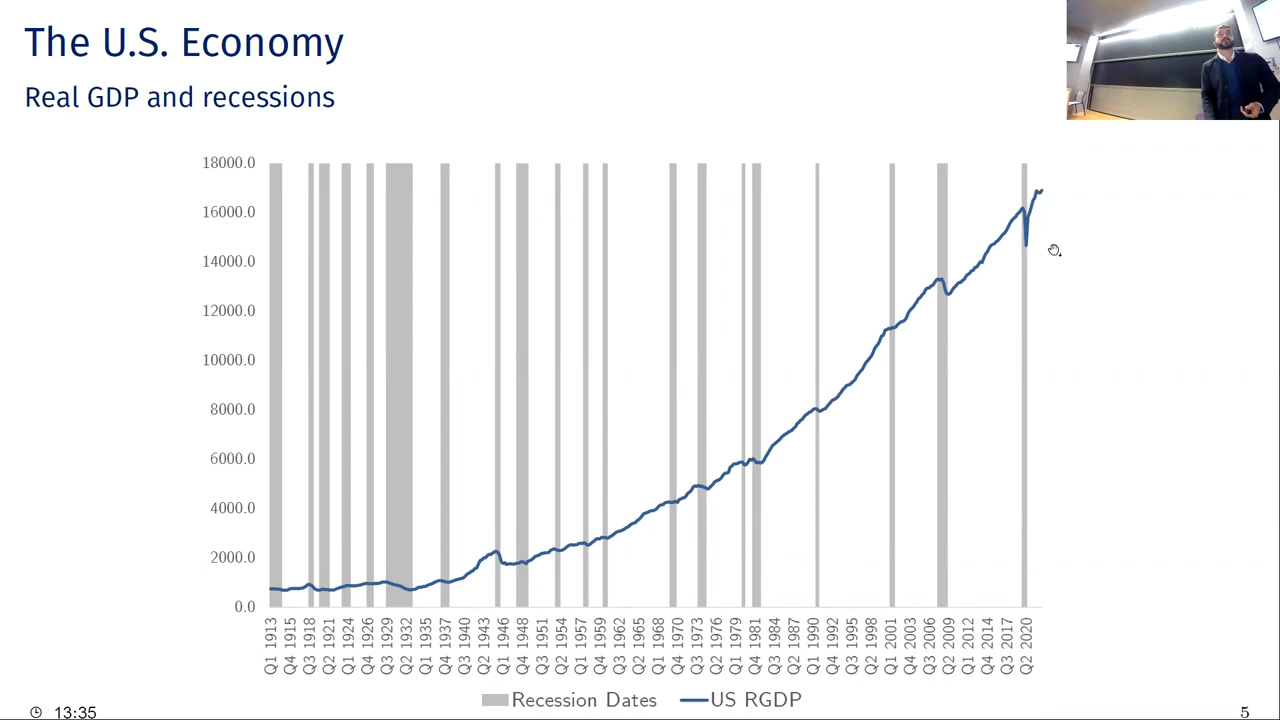 The U.S. Economy
Real GDP and recessions
18000.0
16000.0
14000.0
12000.0
10000.0
8000.0
6000.0
4000.0
2000.0
0.0
Q1 1913
Q4 1915
Q3 1918
Q2 1921
Q1 1924
Q4 1926
Q3 1929
Q2 1932
Q1 1935
Q4 1937
Q3 1940
Q2 1943
Q1 1946
Q4 1948
Q3 1951
Q2 1954
Q1 1957
Q4 1959
Q3 1962
Q2 1965
Q1 1968
Q4 1970
Q3 1973
Q2 1976
Q1 1979
Q4 1981
Q3 1984
Q2 1987
Q1 1990
Q4 1992
Q3 1995
Q2 1998
Q1 2001
Q4 2003
Q3 2006
Q2 2009
Q1 2012
Q4 2014
Q3 2017
Q2 2020
Recession Dates US RGDP
13:35
5